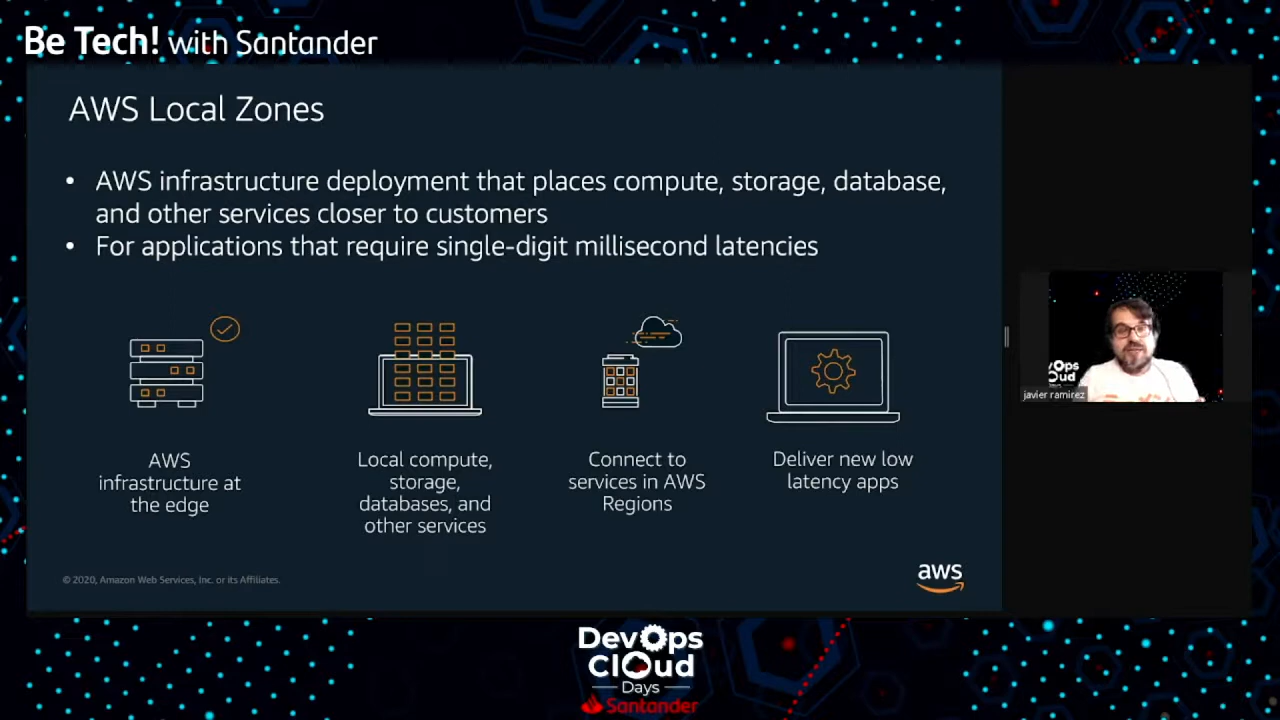 Be Tech! with Santander
AWS Local Zones
• AWS infrastructure deployment that places compute, storage, database,
and other services closer to customers
• For applications that require single-digit millisecond latencies
AWS
infrastructure at
the edge
Local compute,
storage,
databases, and
other services
Connect to
services in AWS
Regions
Deliver new low
latency apps
© 2020, Amazon Web Services, Inc. or its Affiliates.
aws
javier ramirez
DevOps
Cloud
Days
Santander